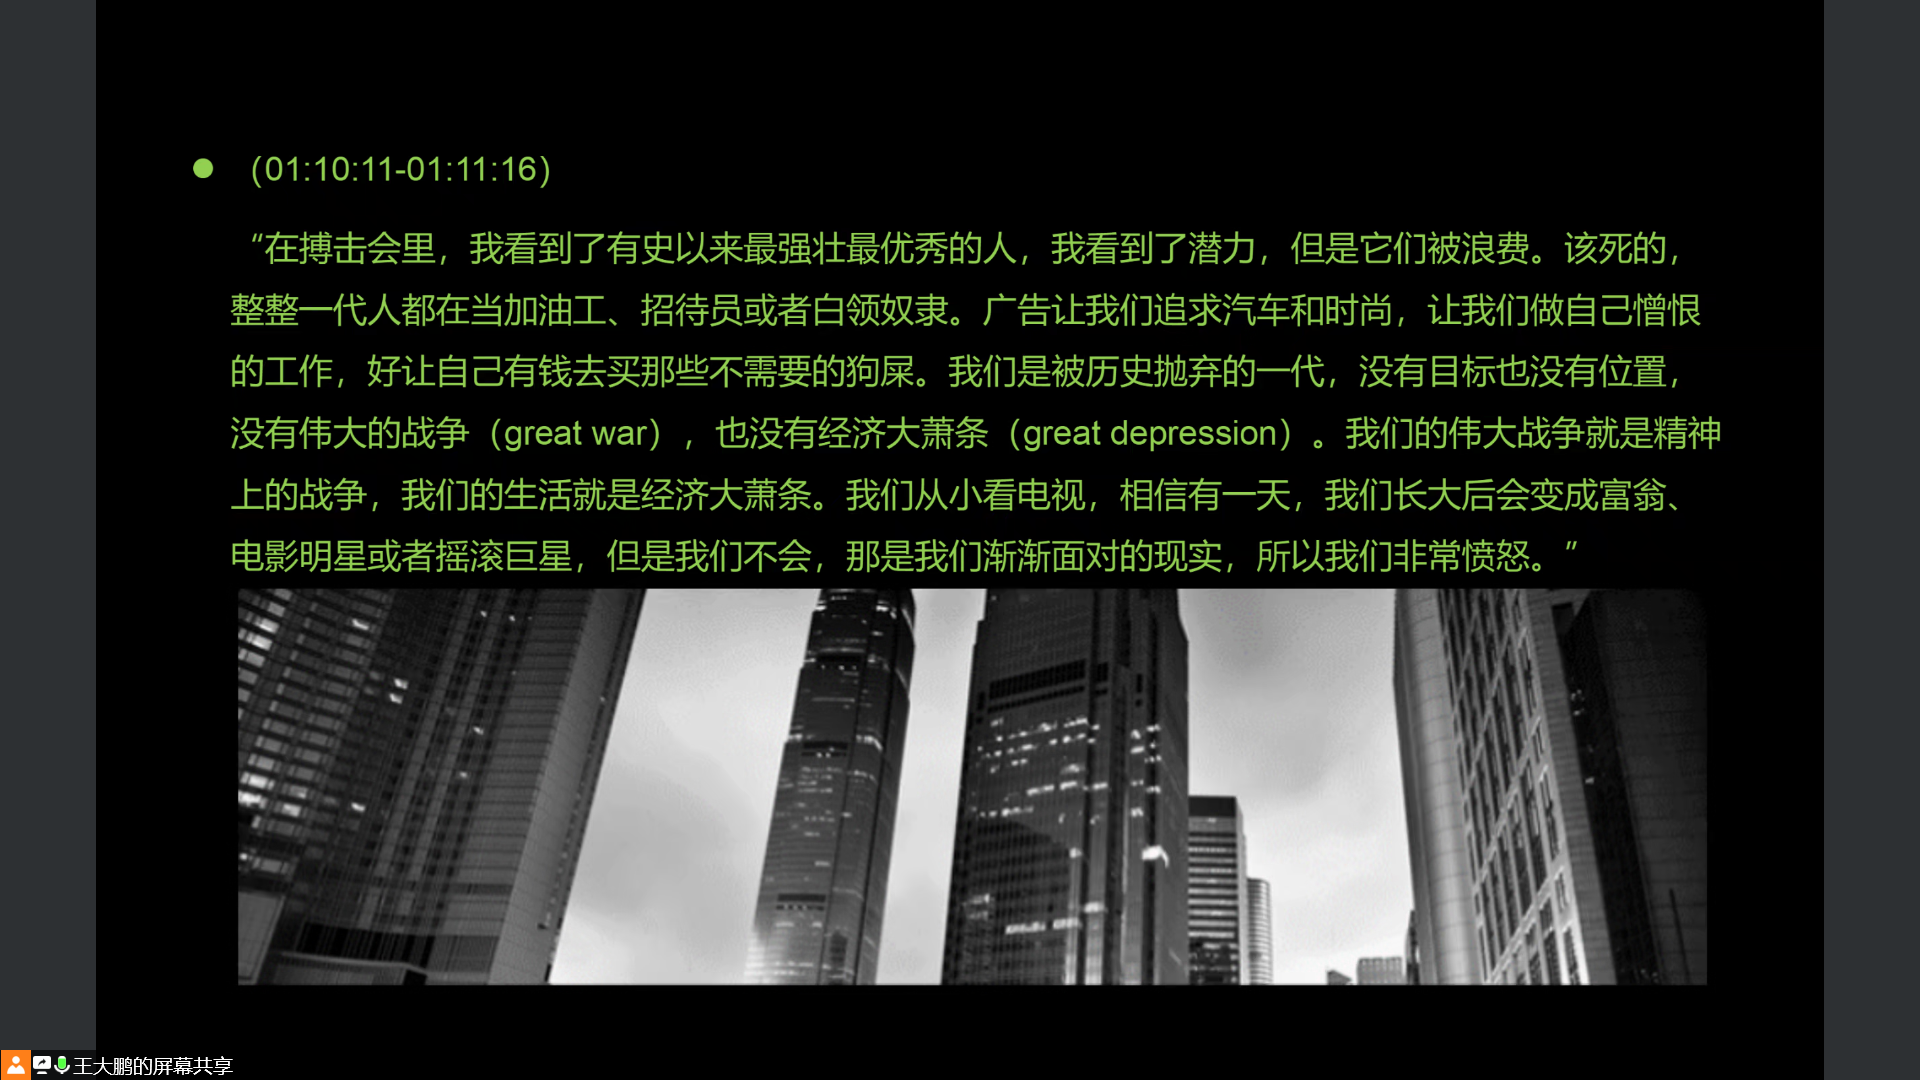 （01:10:11-01:11:16）
“在搏击会里，我看到了有史以来最强壮最优秀的人，我看到了潜力，但是它们被浪费。该死的，
整整一代人都在当加油工、招待员或者白领奴隶。广告让我们追求汽车和时尚，让我们做自己憎恨
的工作，好让自己有钱去买那些不需要的狗屎。我们是被历史抛弃的一代，没有目标也没有位置，
没有伟大的战争（great war），也没有经济大萧条（great depression）。我们的伟大战争就是精神
上的战争，我们的生活就是经济大萧条。我们从小看电视，相信有一天，我们长大后会变成富翁、
电影明星或者摇滚巨星，但是我们不会，那是我们渐渐面对的现实，所以我们非常愤怒。”
王大鹏的屏幕共享